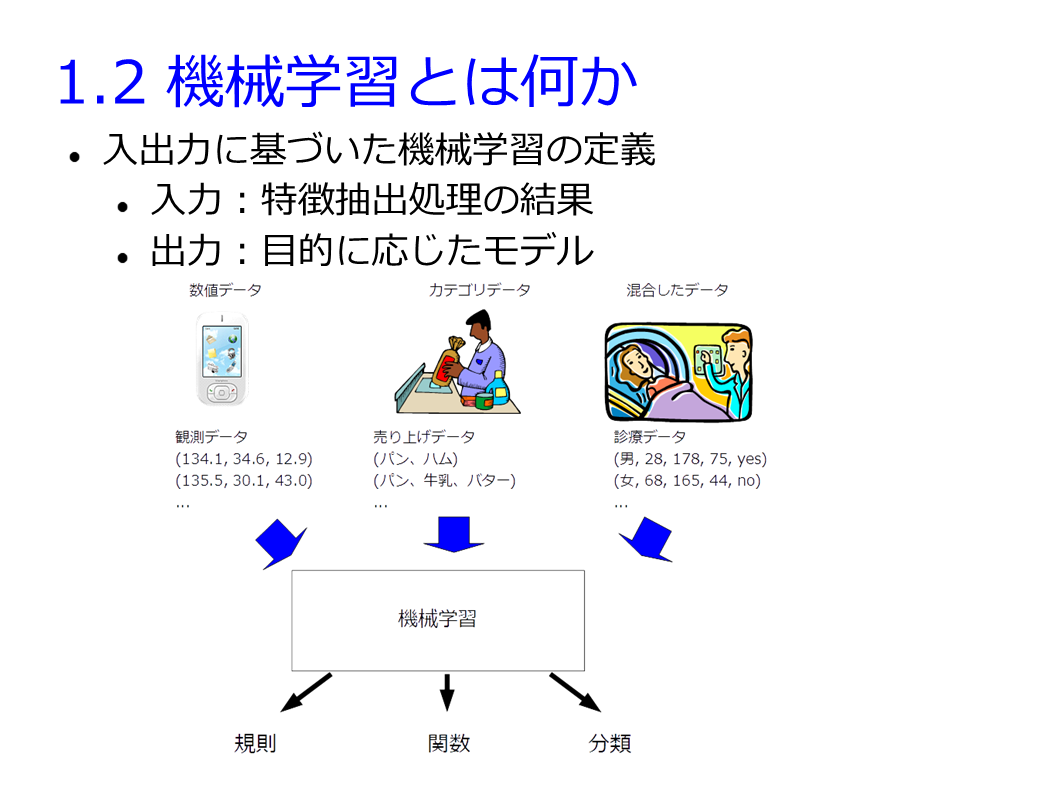 1.2 機械学習とは何か
● 入出力に基づいた機械学習の定義
● 入力：特徴抽出処理の結果
● 出力：目的に応じたモデル
数値データ
カテゴリデータ
混合したデータ
観測データ
(134.1, 34.6, 12.9)
(135.5, 30.1, 43.0)
...
売り上げデータ
(パン、ハム)
(パン、牛乳、バター)
...
診療データ
(男, 28, 178, 75, yes)
(女, 68, 165, 44, no)
...
機械学習
規則
関数
分類